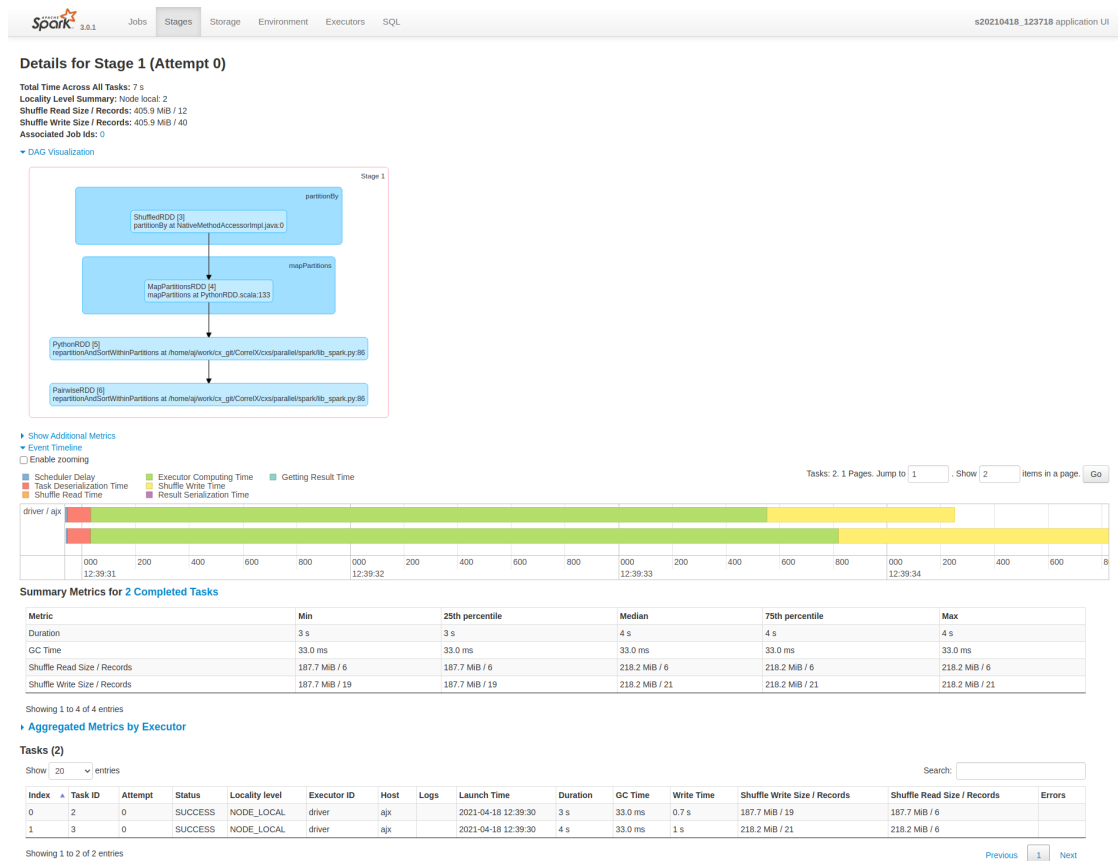 APACHE
Spark 3.0.1 Jobs Stages Storage Environment Executors SQL s20210418_123718 application UI
Details for Stage 1 (Attempt 0)
Total Time Across All Tasks: 7 s
Locality Level Summary: Node local: 2
Shuffle Read Size / Records: 405.9 MiB / 12
Shuffle Write Size / Records: 405.9 MiB / 40
Associated Job Ids: 0
DAG Visualization
Stage 1
partitionBy
ShuffledRDD [3]
partitionBy at NativeMethodAccessorImpl.java:0
mapPartitions
MapPartitionsRDD [4]
mapPartitions at PythonRDD.scala:133
PythonRDD [5]
repartitionAndSortWithinPartitions at /home/aj/work/cx_git/CorrelX/cxs/parallel/spark/lib_spark.py:86
PairwiseRDD [6]
repartitionAndSortWithinPartitions at /home/aj/work/cx_git/CorrelX/cxs/parallel/spark/lib_spark.py:86
Show Additional Metrics
Event Timeline
Enable zooming
Scheduler Delay Executor Computing Time Getting Result Time
Task Deserialization Time Shuffle Write Time
Shuffle Read Time Result Serialization Time
Tasks: 2. 1 Pages. Jump to 1 . Show 2 items in a page. Go
driver / ajx
000 200 400 600 800 000 200 400 600 800 000 200 400 600 800 000 200 400 600 8
12:39:31 12:39:32 12:39:33 12:39:34
Summary Metrics for 2 Completed Tasks
Metric Min 25th percentile Median 75th percentile Max
Duration 3 s 3 s 4 s 4 s 4 s
GC Time 33.0 ms 33.0 ms 33.0 ms 33.0 ms 33.0 ms
Shuffle Read Size / Records 187.7 MiB / 6 187.7 MiB / 6 218.2 MiB / 6 218.2 MiB / 6 218.2 MiB / 6
Shuffle Write Size / Records 187.7 MiB / 19 187.7 MiB / 19 218.2 MiB / 21 218.2 MiB / 21 218.2 MiB / 21
Showing 1 to 4 of 4 entries
Aggregated Metrics by Executor
Tasks (2)
Show 20 entries Search:
Index Task ID Attempt Status Locality level Executor ID Host Logs Launch Time Duration GC Time Write Time Shuffle Write Size / Records Shuffle Read Size / Records Errors
0 2 0 SUCCESS NODE_LOCAL driver ajx 2021-04-18 12:39:30 3 s 33.0 ms 0.7 s 187.7 MiB / 19 187.7 MiB / 6
1 3 0 SUCCESS NODE_LOCAL driver ajx 2021-04-18 12:39:30 4 s 33.0 ms 1 s 218.2 MiB / 21 218.2 MiB / 6
Showing 1 to 2 of 2 entries Previous 1 Next